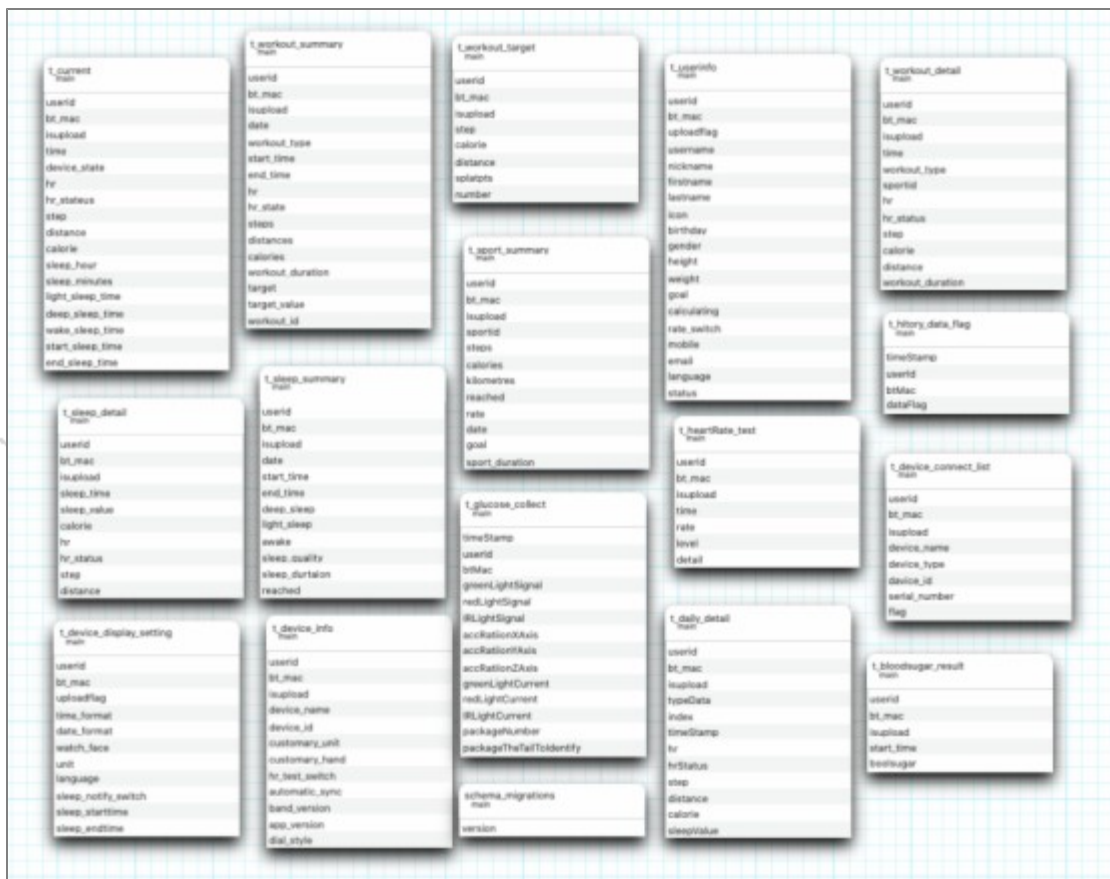 t_current
main
userid
bt_mac
isupload
time
device_state
hr
hr_stateus
step
distance
calorie
sleep_hour
sleep_minutes
light_sleep_time
deep_sleep_time
wake_sleep_time
start_sleep_time
end_sleep_time
t_workout_summary
main
userid
bt_mac
isupload
date
workout_type
start_time
end_time
hr
hr_state
steps
distances
calories
workout_duration
target
target_value
workout_id
t_workout_target
main
userid
bt_mac
isupload
step
calorie
distance
splatpts
number
t_userinfo
main
userid
bt_mac
uploadflag
username
nickname
firstname
lastname
icon
birthday
gender
height
weight
goal
calculating
rate_switch
mobile
email
language
status
t_workout_detail
main
userid
bt_mac
isupload
time
workout_type
sportid
hr
hr_status
step
calorie
distance
workout_duration
t_sport_summary
main
userid
bt_mac
isupload
sportid
steps
calories
kilometres
reached
rate
date
goal
sport_duration
t_hitory_data_flag
main
timeStamp
userId
btMac
dataFlag
t_sleep_detail
main
userid
bt_mac
isupload
sleep_time
sleep_value
calorie
hr
hr_status
step
distance
t_sleep_summary
main
userid
bt_mac
isupload
date
start_time
end_time
deep_sleep
light_sleep
awake
sleep_quality
sleep_durtaion
reached
t_heartRate_test
main
userid
bt_mac
isupload
time
rate
level
detail
t_device_connect_list
main
userid
bt_mac
isupload
device_name
device_type
davice_id
serial_number
flag
t_glucose_collect
main
timeStamp
userId
btMac
greenLightSignal
redLightSignal
IRLightSignal
accRatiionXAxis
accRatiionYAxis
accRatiionZAxis
greenLightCurrent
redLightCurrent
IRLightCurrent
packageNumber
packageTheTailToIdentify
t_device_display_setting
main
userid
bt_mac
uploadflag
time_format
date_format
watch_face
unit
language
sleep_notify_switch
sleep_starttime
sleep_endtime
t_device_info
main
userid
bt_mac
isupload
device_name
device_id
customary_unit
customary_hand
hr_test_switch
automatic_sync
band_version
app_version
dial_style
t_daily_detail
main
userid
bt_mac
isupload
typeData
index
timeStamp
hr
hrStatus
step
distance
calorie
sleepValue
t_bloodsugar_result
main
userid
bt_mac
isupload
start_time
boolsugar
schema_migrations
main
version